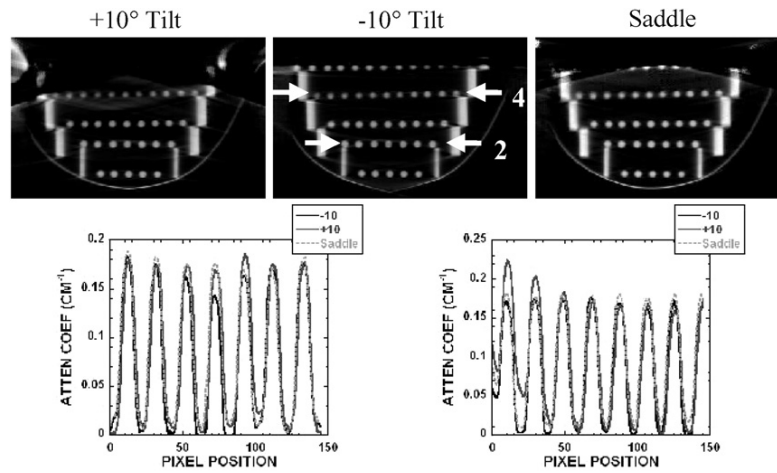 +10° Tilt
-10° Tilt
Saddle
4
2
-10
+10
Saddle
0.2
0.15
0.1
0.05
0
0
50
100
150
ATTEN COEF (CM-1)
PIXEL POSITION
-10
+10
Saddle
0.25
0.2
0.15
0.1
0.05
0
0
50
100
150
ATTEN COEF (CM-1)
PIXEL POSITION